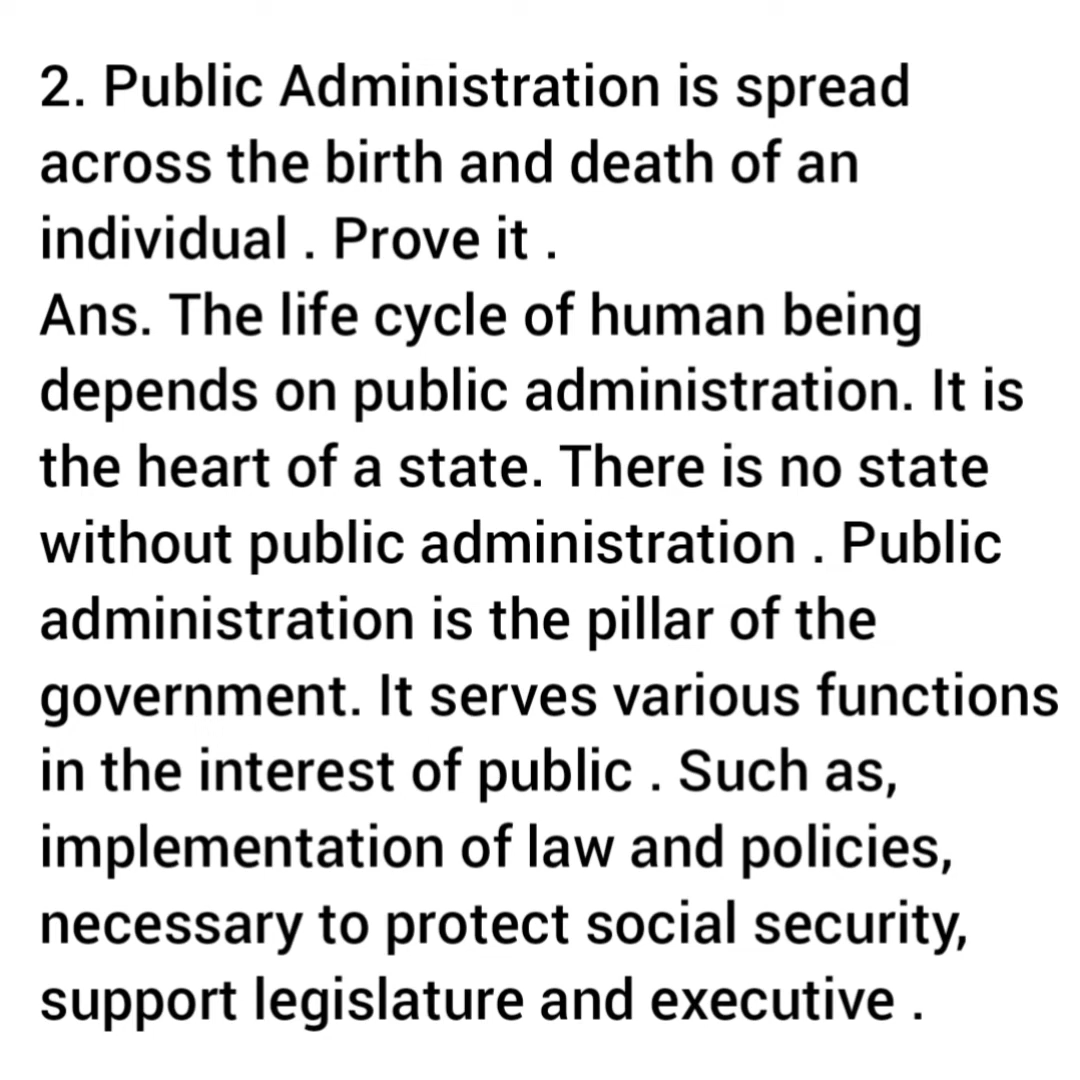 2. Public Administration is spread
across the birth and death of an
individual . Prove it .
Ans. The life cycle of human being
depends on public administration. It is
the heart of a state. There is no state
without public administration . Public
administration is the pillar of the
government. It serves various functions
in the interest of public . Such as,
implementation of law and policies,
necessary to protect social security,
support legislature and executive .